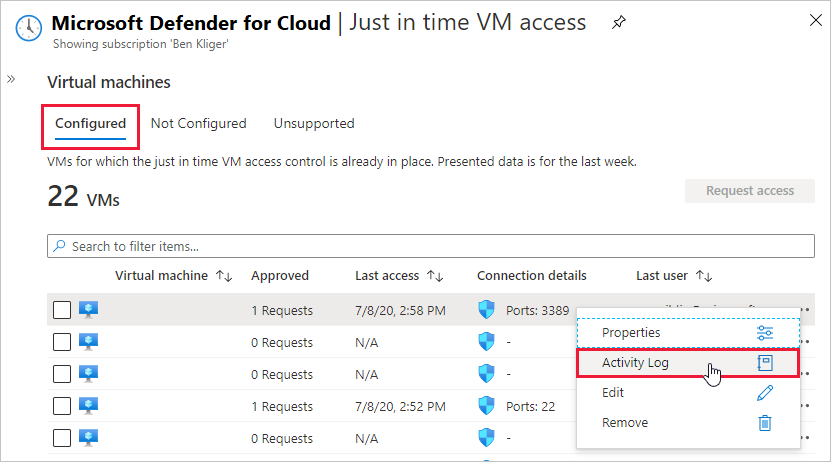 Microsoft Defender for Cloud | Just in time VM access
Showing subscription 'Ben Kliger'
Virtual machines
Configured Not Configured Unsupported
VMs for which the just in time VM access control is already in place. Presented data is for the last week.
22 VMs
Request access
Search to filter items...
Virtual machine Approved Last access Connection details Last user
1 Requests 7/8/20, 2:58 PM Ports: 3389
Properties
0 Requests N/A -
Activity Log
0 Requests N/A -
Edit
1 Requests 7/8/20, 2:52 PM Ports: 22
Remove
0 Requests N/A -